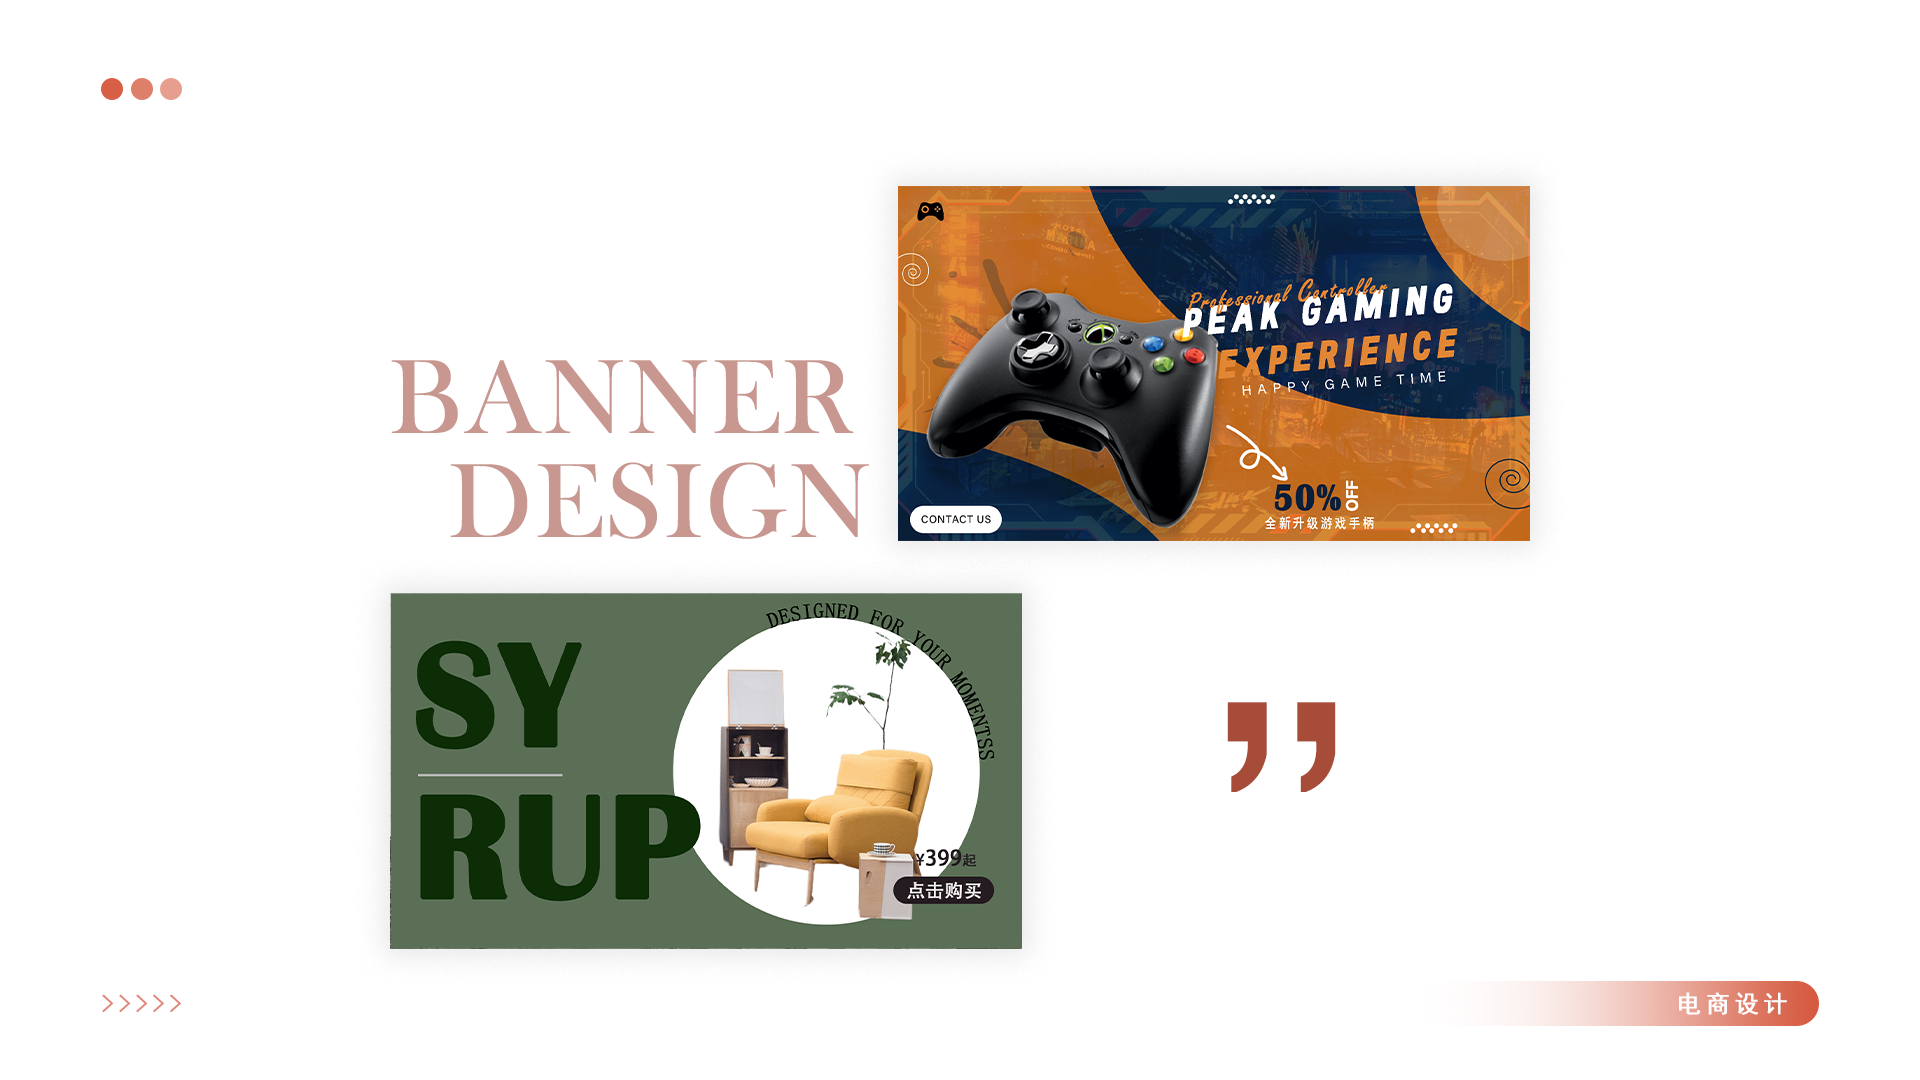 BANNER
DESIGN
Professional Controller
PEAK GAMING
EXPERIENCE
HAPPY GAME TIME
50% OFF
全新升级游戏手柄
CONTACT US
DESIGNED FOR YOUR MOMENTSS
SY
RUP
¥399起
点击购买
电商设计